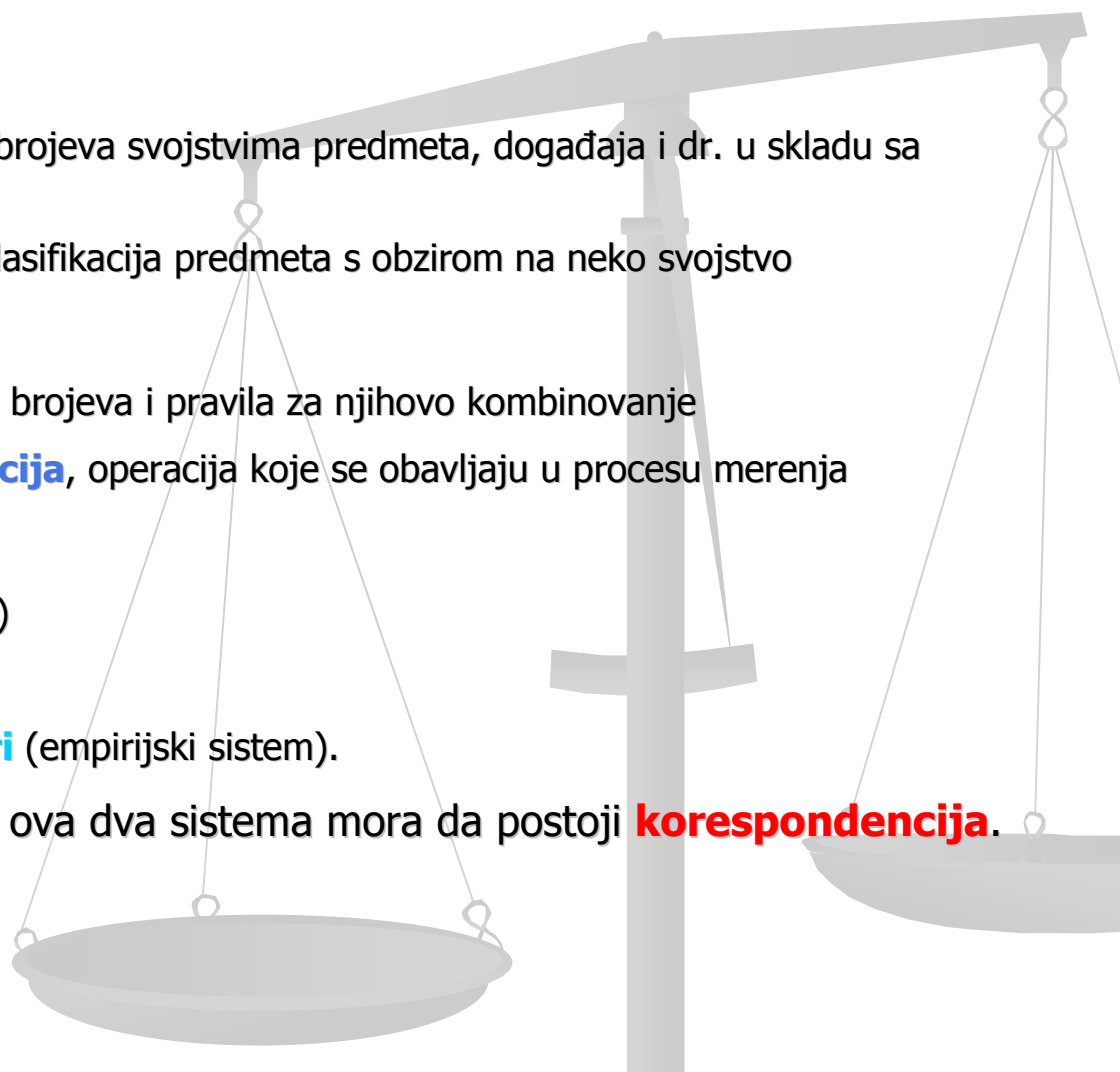 brojeva svojstvima predmeta, događaja i dr. u skladu sa
lasifikacija predmeta s obzirom na neko svojstvo
brojeva i pravila za njihovo kombinovanje
cija, operacija koje se obavljaju u procesu merenja
)
ri (empirijski sistem).
ova dva sistema mora da postoji korespondencija.